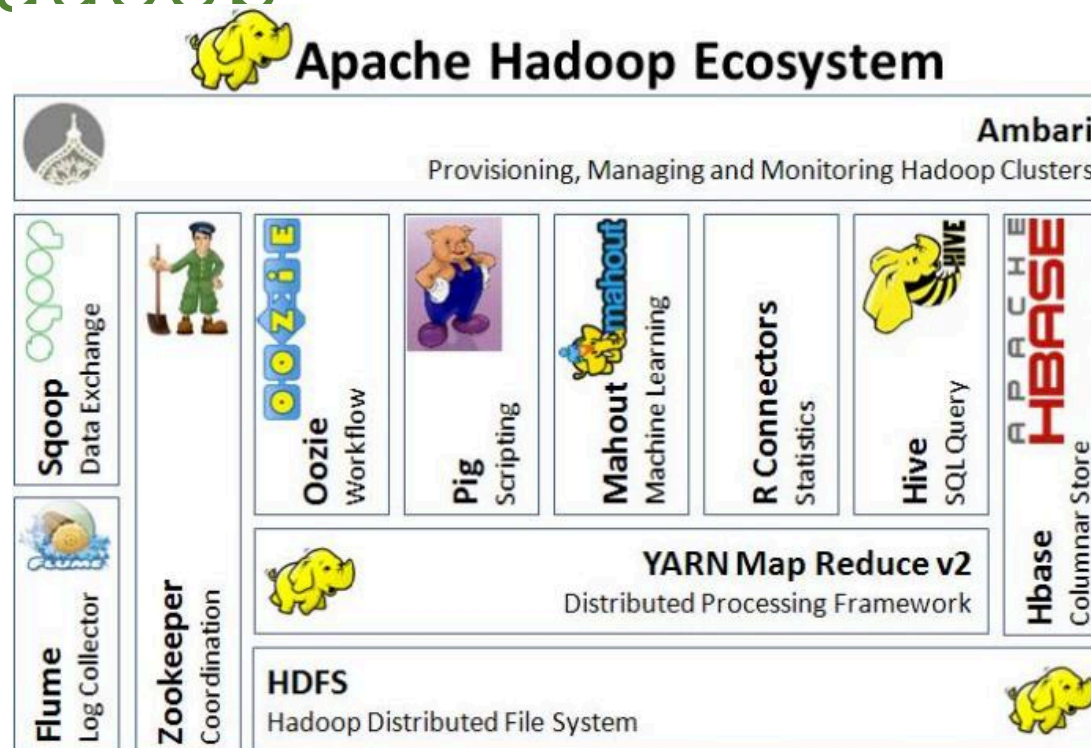 Apache Hadoop Ecosystem
Ambari
Provisioning, Managing and Monitoring Hadoop Clusters
sqoop
Sqoop
Data Exchange
FLUME
Flume
Log Collector
Zookeeper
Coordination
OOZIE
Oozie
Workflow
Pig
Scripting
mahout
Mahout
Machine Learning
R Connectors
Statistics
HIVE
Hive
SQL Query
APACHE
HBASE
Hbase
Columnar Store
YARN Map Reduce v2
Distributed Processing Framework
HDFS
Hadoop Distributed File System